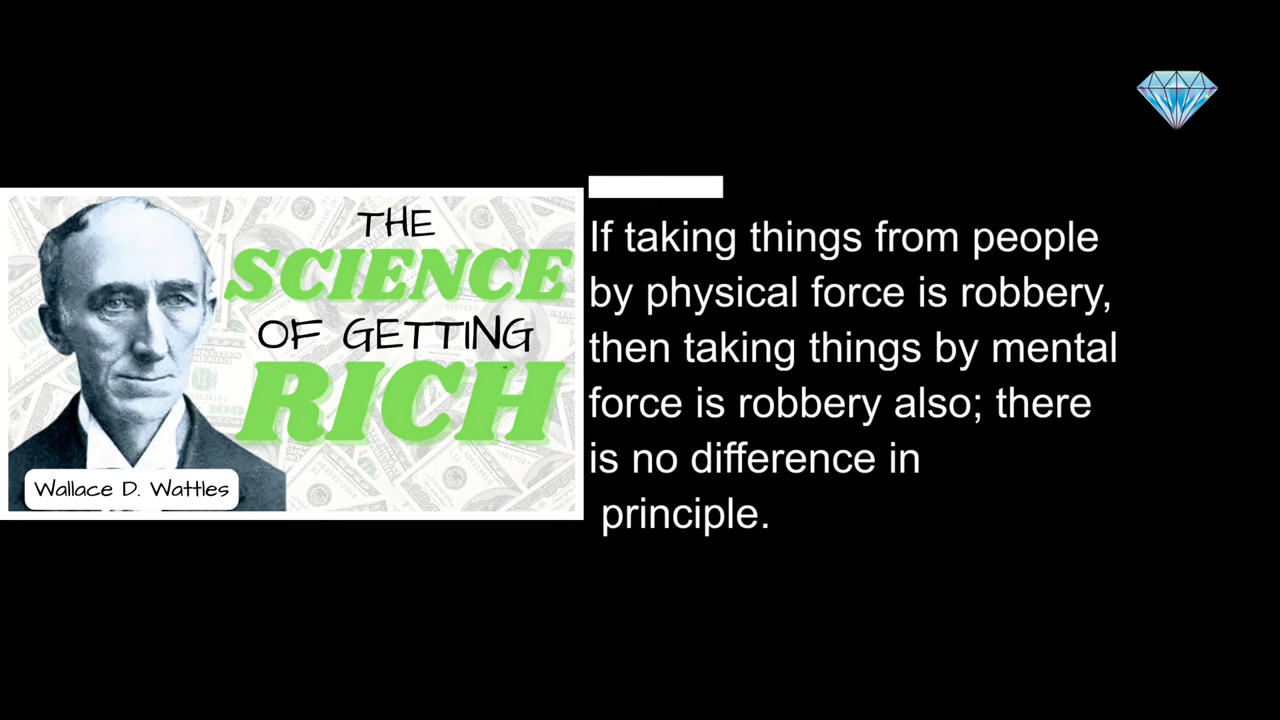 THE
SCIENCE
OF GETTING
RICH
Wallace D. Wattles
If taking things from people
by physical force is robbery,
then taking things by mental
force is robbery also; there
is no difference in
principle.